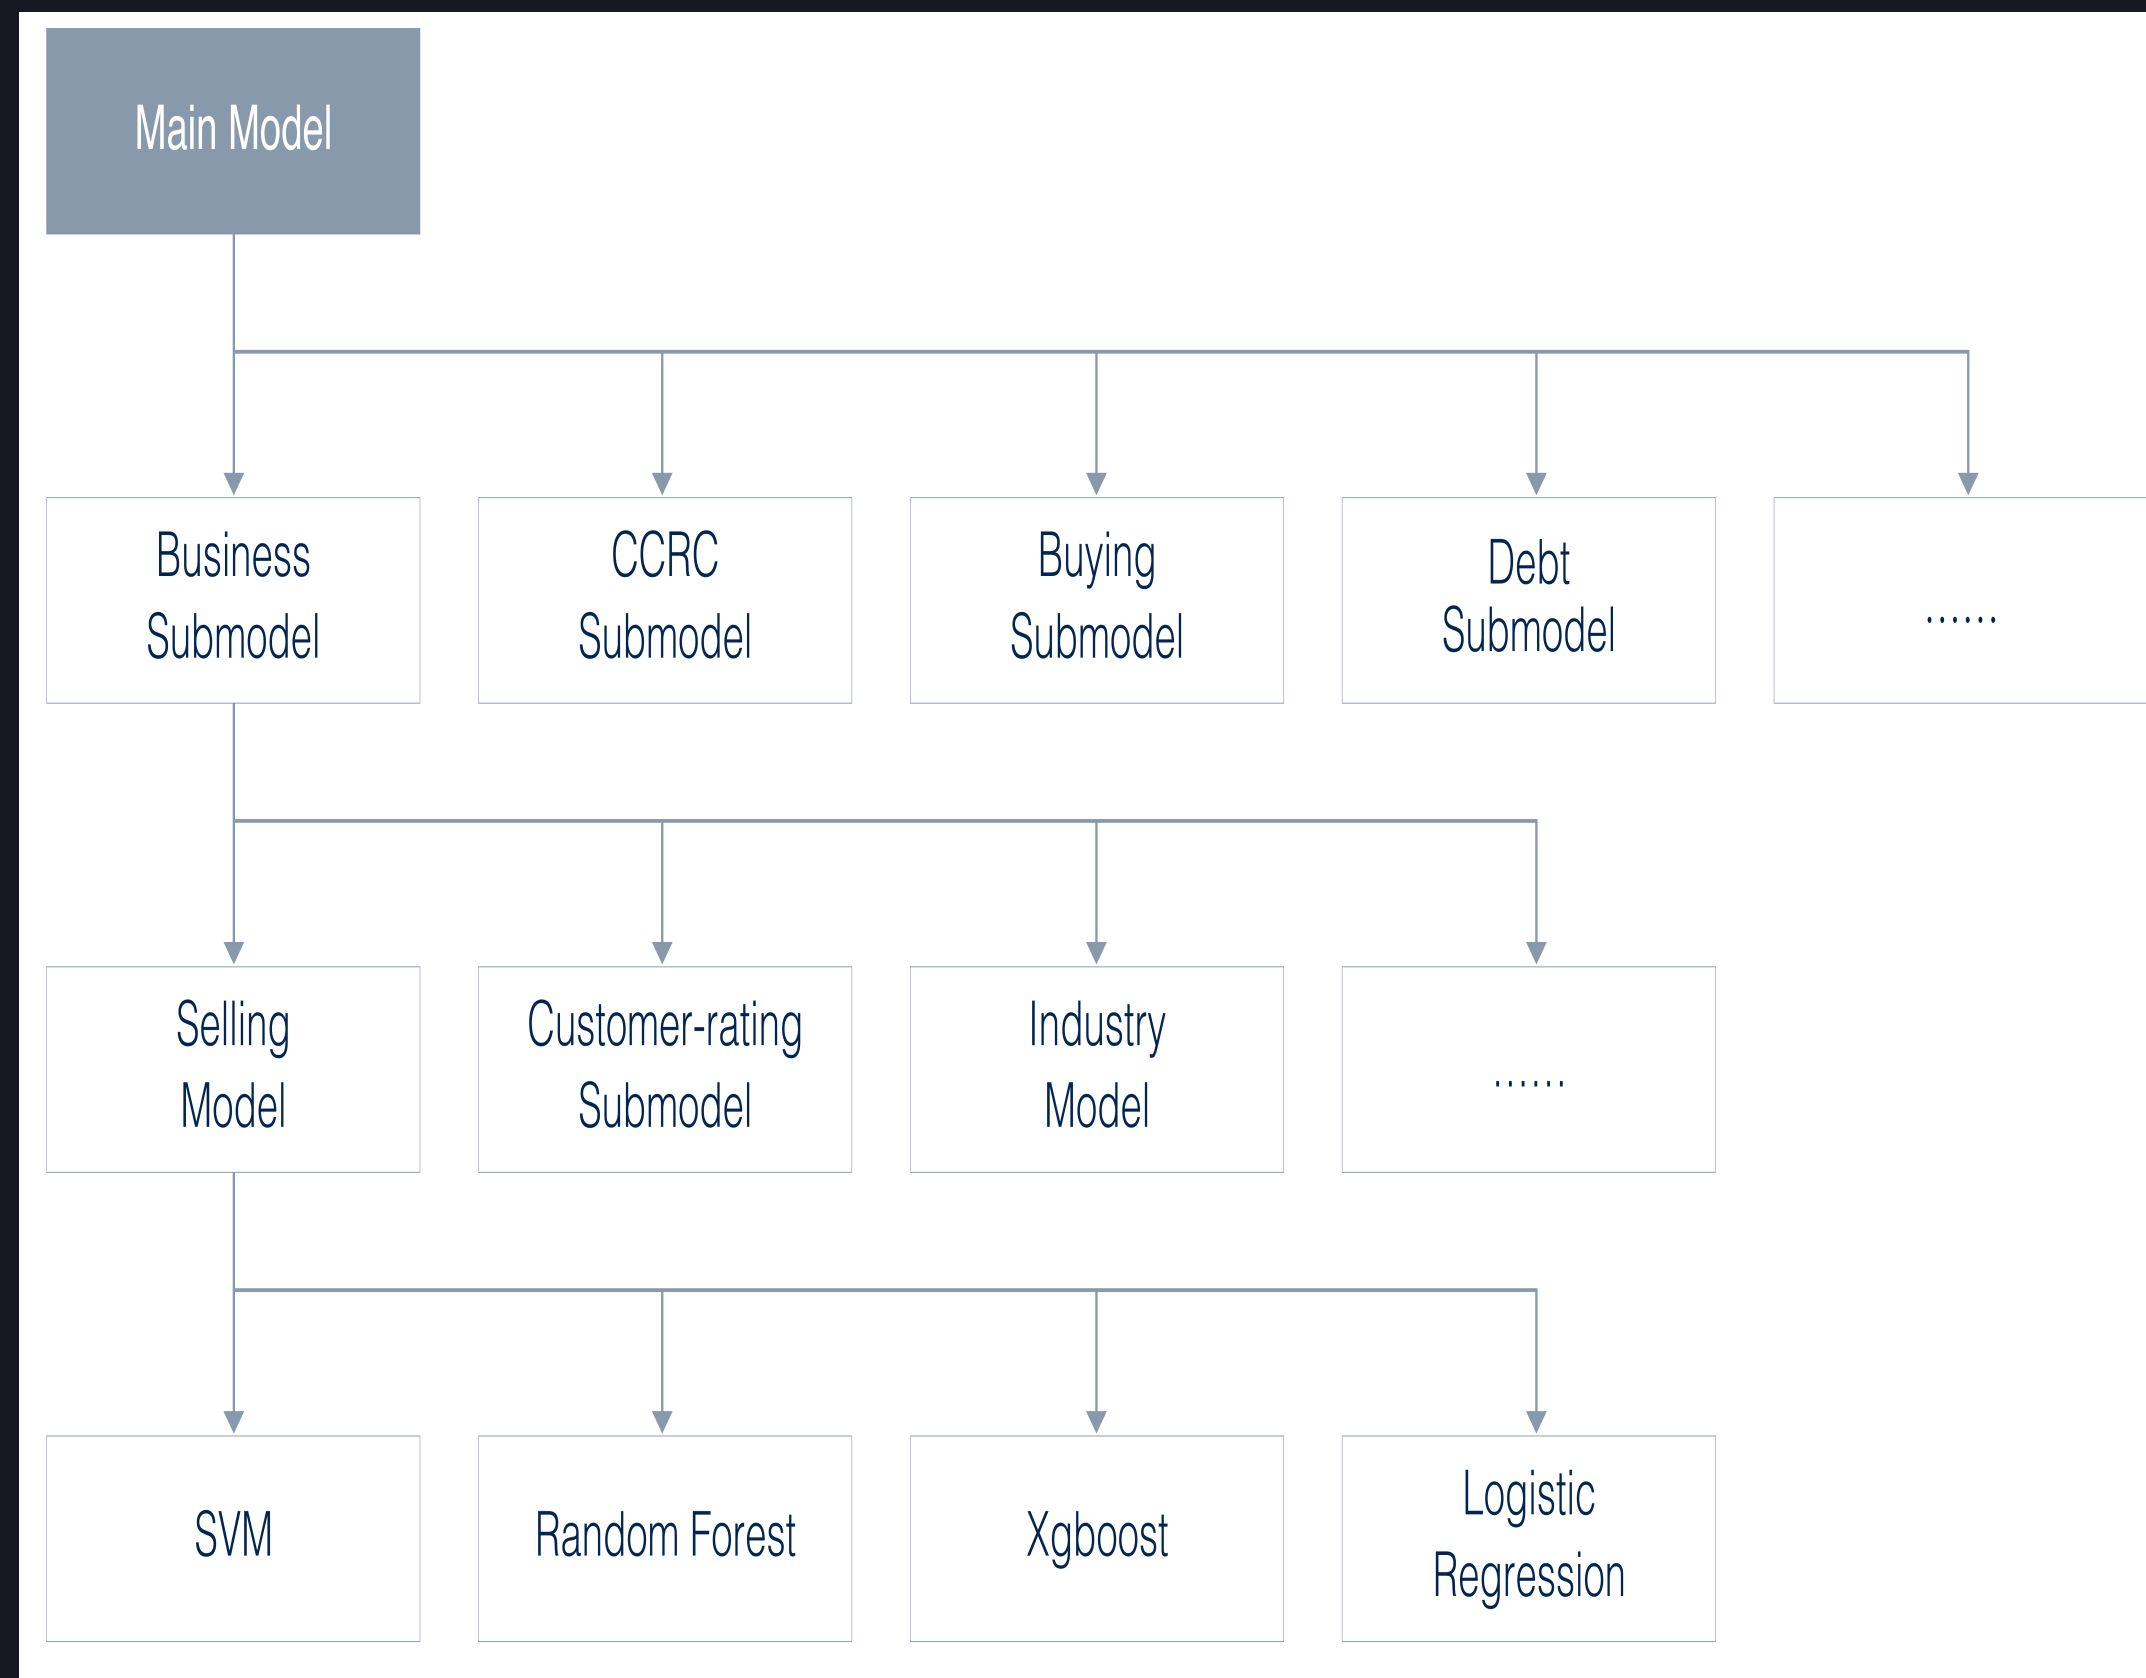 Main Model
Business
Submodel
CCRC
Submodel
Buying
Submodel
Debt
Submodel
......
Selling
Model
Customer-rating
Submodel
Industry
Model
......
SVM
Random Forest
Xgboost
Logistic
Regression